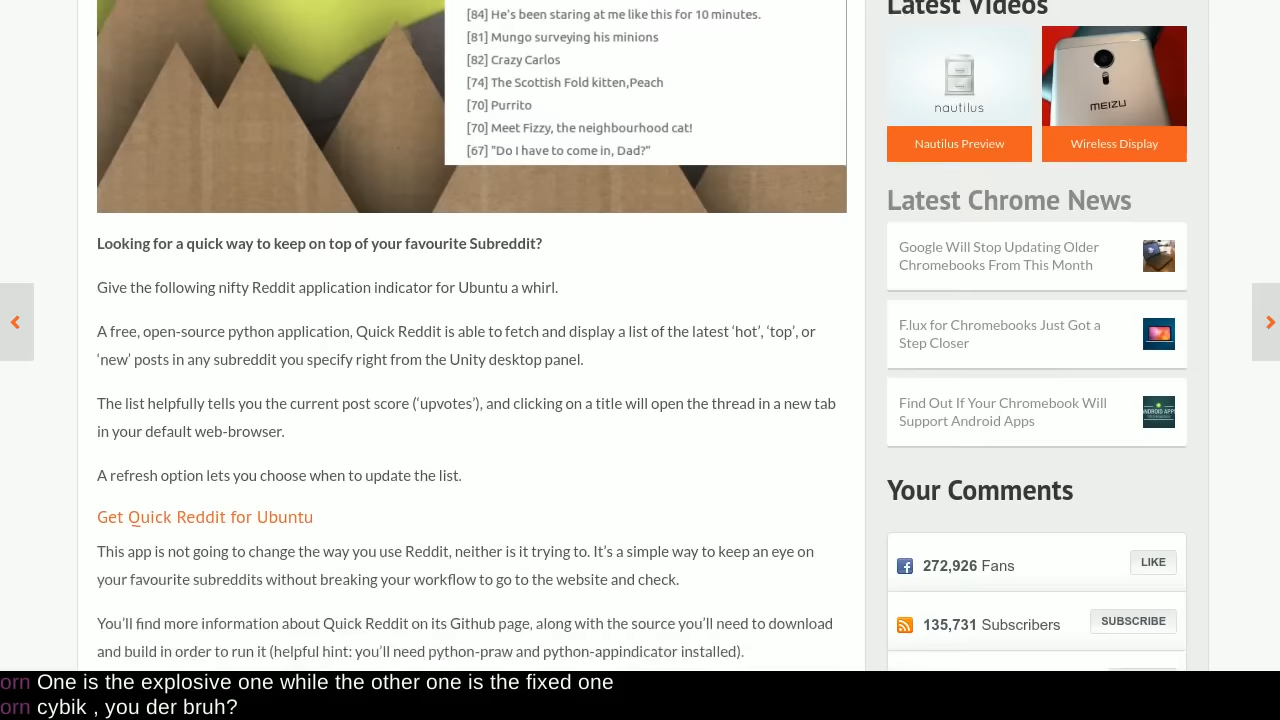 [84] He's been staring at me like this for 10 minutes.
[81] Mungo surveying his minions
[82] Crazy Carlos
[74] The Scottish Fold kitten,Peach
[70] Purrito
[70] Meet Fizzy, the neighbourhood cat!
[67] "Do I have to come in, Dad?"
Looking for a quick way to keep on top of your favourite Subreddit?
Give the following nifty Reddit application indicator for Ubuntu a whirl.
A free, open-source python application, Quick Reddit is able to fetch and display a list of the latest ‘hot’, ‘top’, or
‘new’ posts in any subreddit you specify right from the Unity desktop panel.
The list helpfully tells you the current post score (‘upvotes’), and clicking on a title will open the thread in a new tab
in your default web-browser.
A refresh option lets you choose when to update the list.
Get Quick Reddit for Ubuntu
This app is not going to change the way you use Reddit, neither is it trying to. It’s a simple way to keep an eye on
your favourite subreddits without breaking your workflow to go to the website and check.
You’ll find more information about Quick Reddit on its Github page, along with the source you’ll need to download
and build in order to run it (helpful hint: you’ll need python-praw and python-appindicator installed).
Latest Videos
nautilus
MEIZU
Nautilus Preview
Wireless Display
Latest Chrome News
Google Will Stop Updating Older
Chromebooks From This Month
F.lux for Chromebooks Just Got a
Step Closer
Find Out If Your Chromebook Will
Support Android Apps
ANDROID APPS
Your Comments
272,926 Fans
LIKE
135,731 Subscribers
SUBSCRIBE
orn One is the explosive one while the other one is the fixed one
orn cybik , you der bruh?